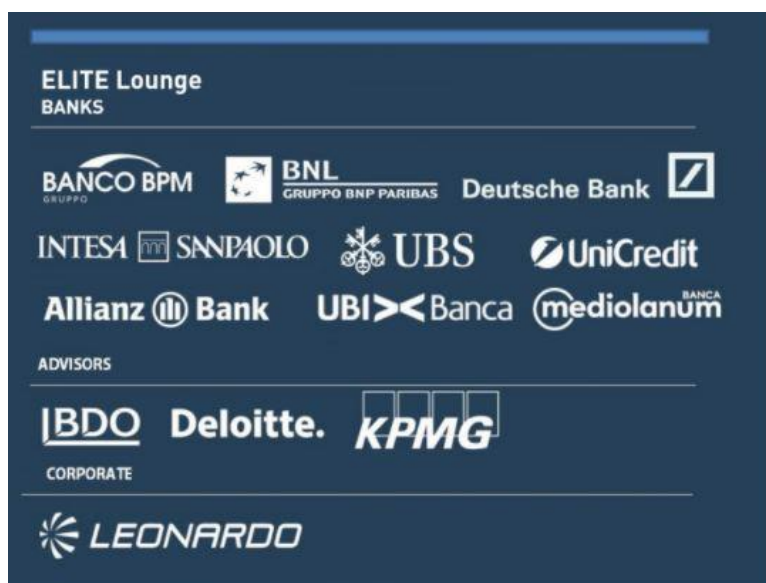 ELITE Lounge
BANKS
BANCO BPM
GRUPPO
BNL
GRUPPO BNP PARIBAS
Deutsche Bank
INTESA SANPAOLO
UBS
UniCredit
Allianz Bank
UBI Banca
BANCA
mediolanum
ADVISORS
BDO
Deloitte.
KPMG
CORPORATE
LEONARDO